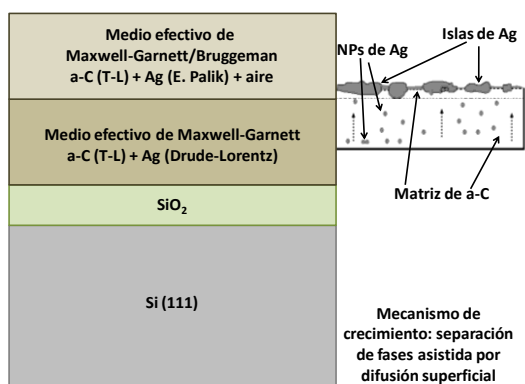 Medio efectivo de
Maxwell-Garnett/Bruggeman
a-C (T-L) + Ag (E. Palik) + aire
Medio efectivo de Maxwell-Garnett
a-C (T-L) + Ag (Drude-Lorentz)
SiO₂
Si (111)
NPs de Ag
Islas de Ag
Matriz de a-C
Mecanismo de
crecimiento: separación
de fases asistida por
difusión superficial